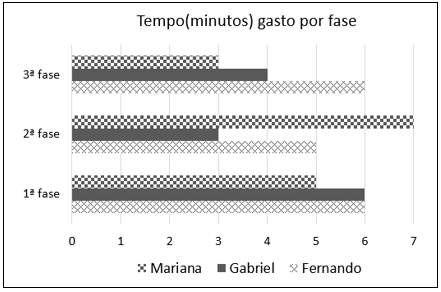 Tempo(minutos) gasto por fase
3ª fase
2ª fase
1ª fase
0 1 2 3 4 5 6 7
Mariana Gabriel Fernando